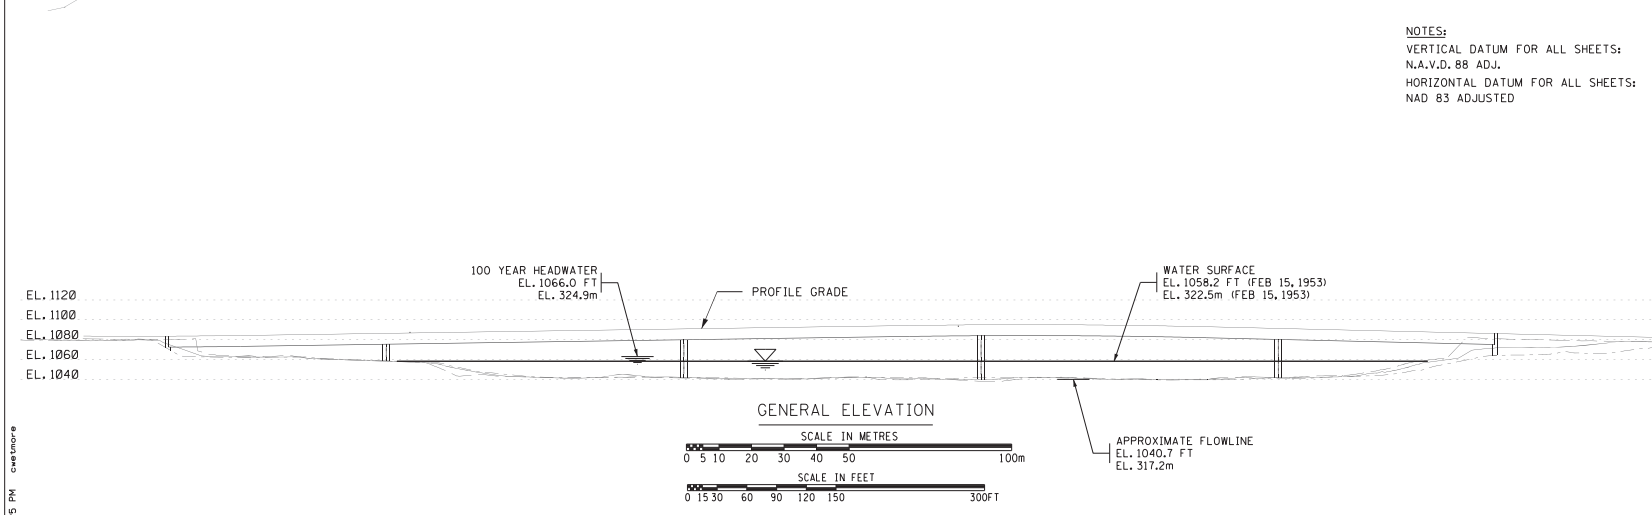 NOTES:
VERTICAL DATUM FOR ALL SHEETS:
N.A.V.D. 88 ADJ.
HORIZONTAL DATUM FOR ALL SHEETS:
NAD 83 ADJUSTED
100 YEAR HEADWATER
EL. 1066.0 FT
EL. 324.9m
PROFILE GRADE
WATER SURFACE
EL. 1058.2 FT (FEB 15, 1953)
EL. 322.5m (FEB 15, 1953)
EL. 1120
EL. 1100
EL. 1080
EL. 1060
EL. 1040
GENERAL ELEVATION
SCALE IN METRES
0 5 10 20 30 40 50 100m
SCALE IN FEET
0 15 30 60 90 120 150 300FT
APPROXIMATE FLOWLINE
EL. 1040.7 FT
EL. 317.2m
5 PM cwetmore